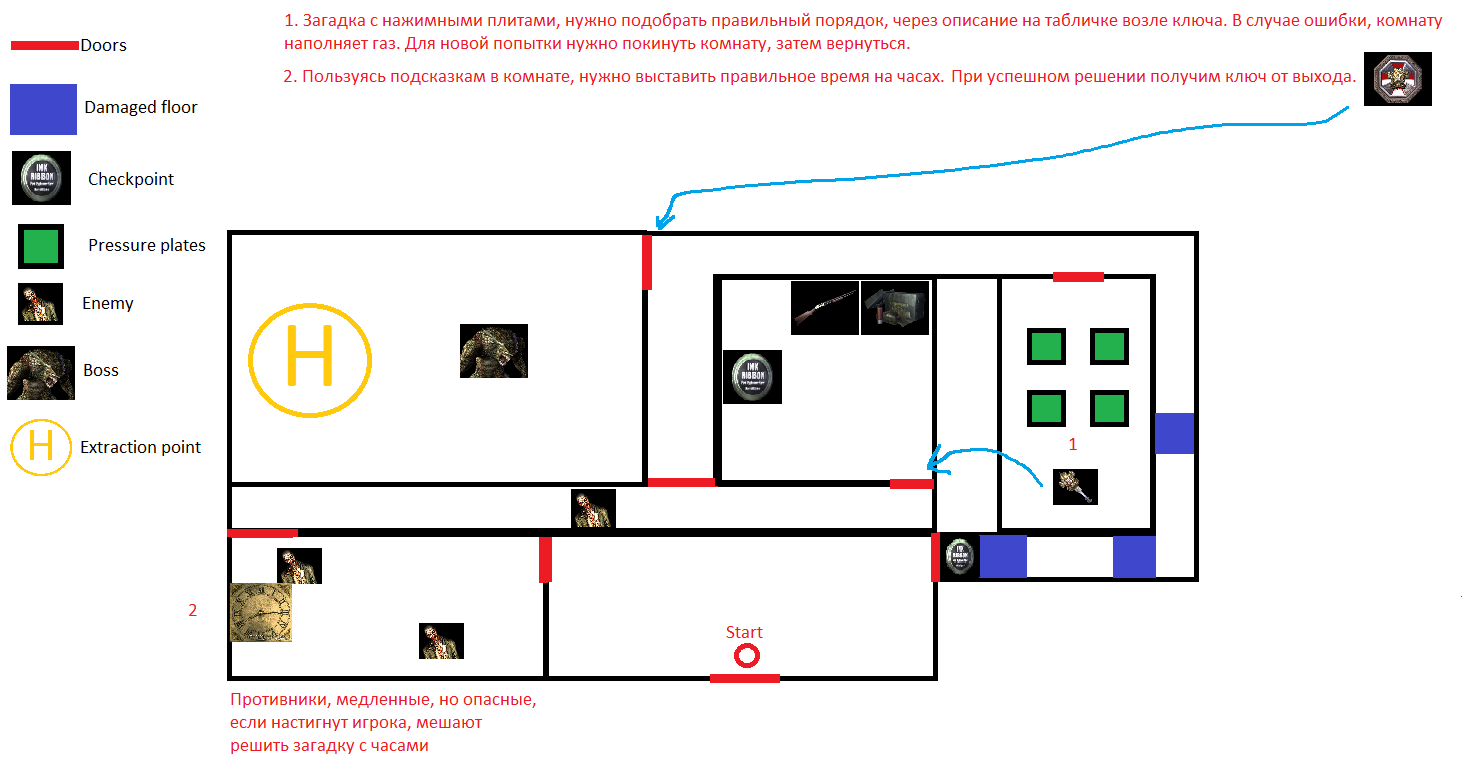 1. Загадка с нажимными плитами, нужно подобрать правильный порядок, через описание на табличке возле ключа. В случае ошибки, комнату
наполняет газ. Для новой попытки нужно покинуть комнату, затем вернуться.
2. Пользуясь подсказкам в комнате, нужно выставить правильное время на часах. При успешном решении получим ключ от выхода.
Doors
Damaged floor
INK
RIBBON
Checkpoint
Pressure plates
Enemy
Boss
H
Extraction point
H
INK
RIBBON
1
INK
RIBBON
2
Start
Противники, медленные, но опасные,
если настигнут игрока, мешают
решить загадку с часами